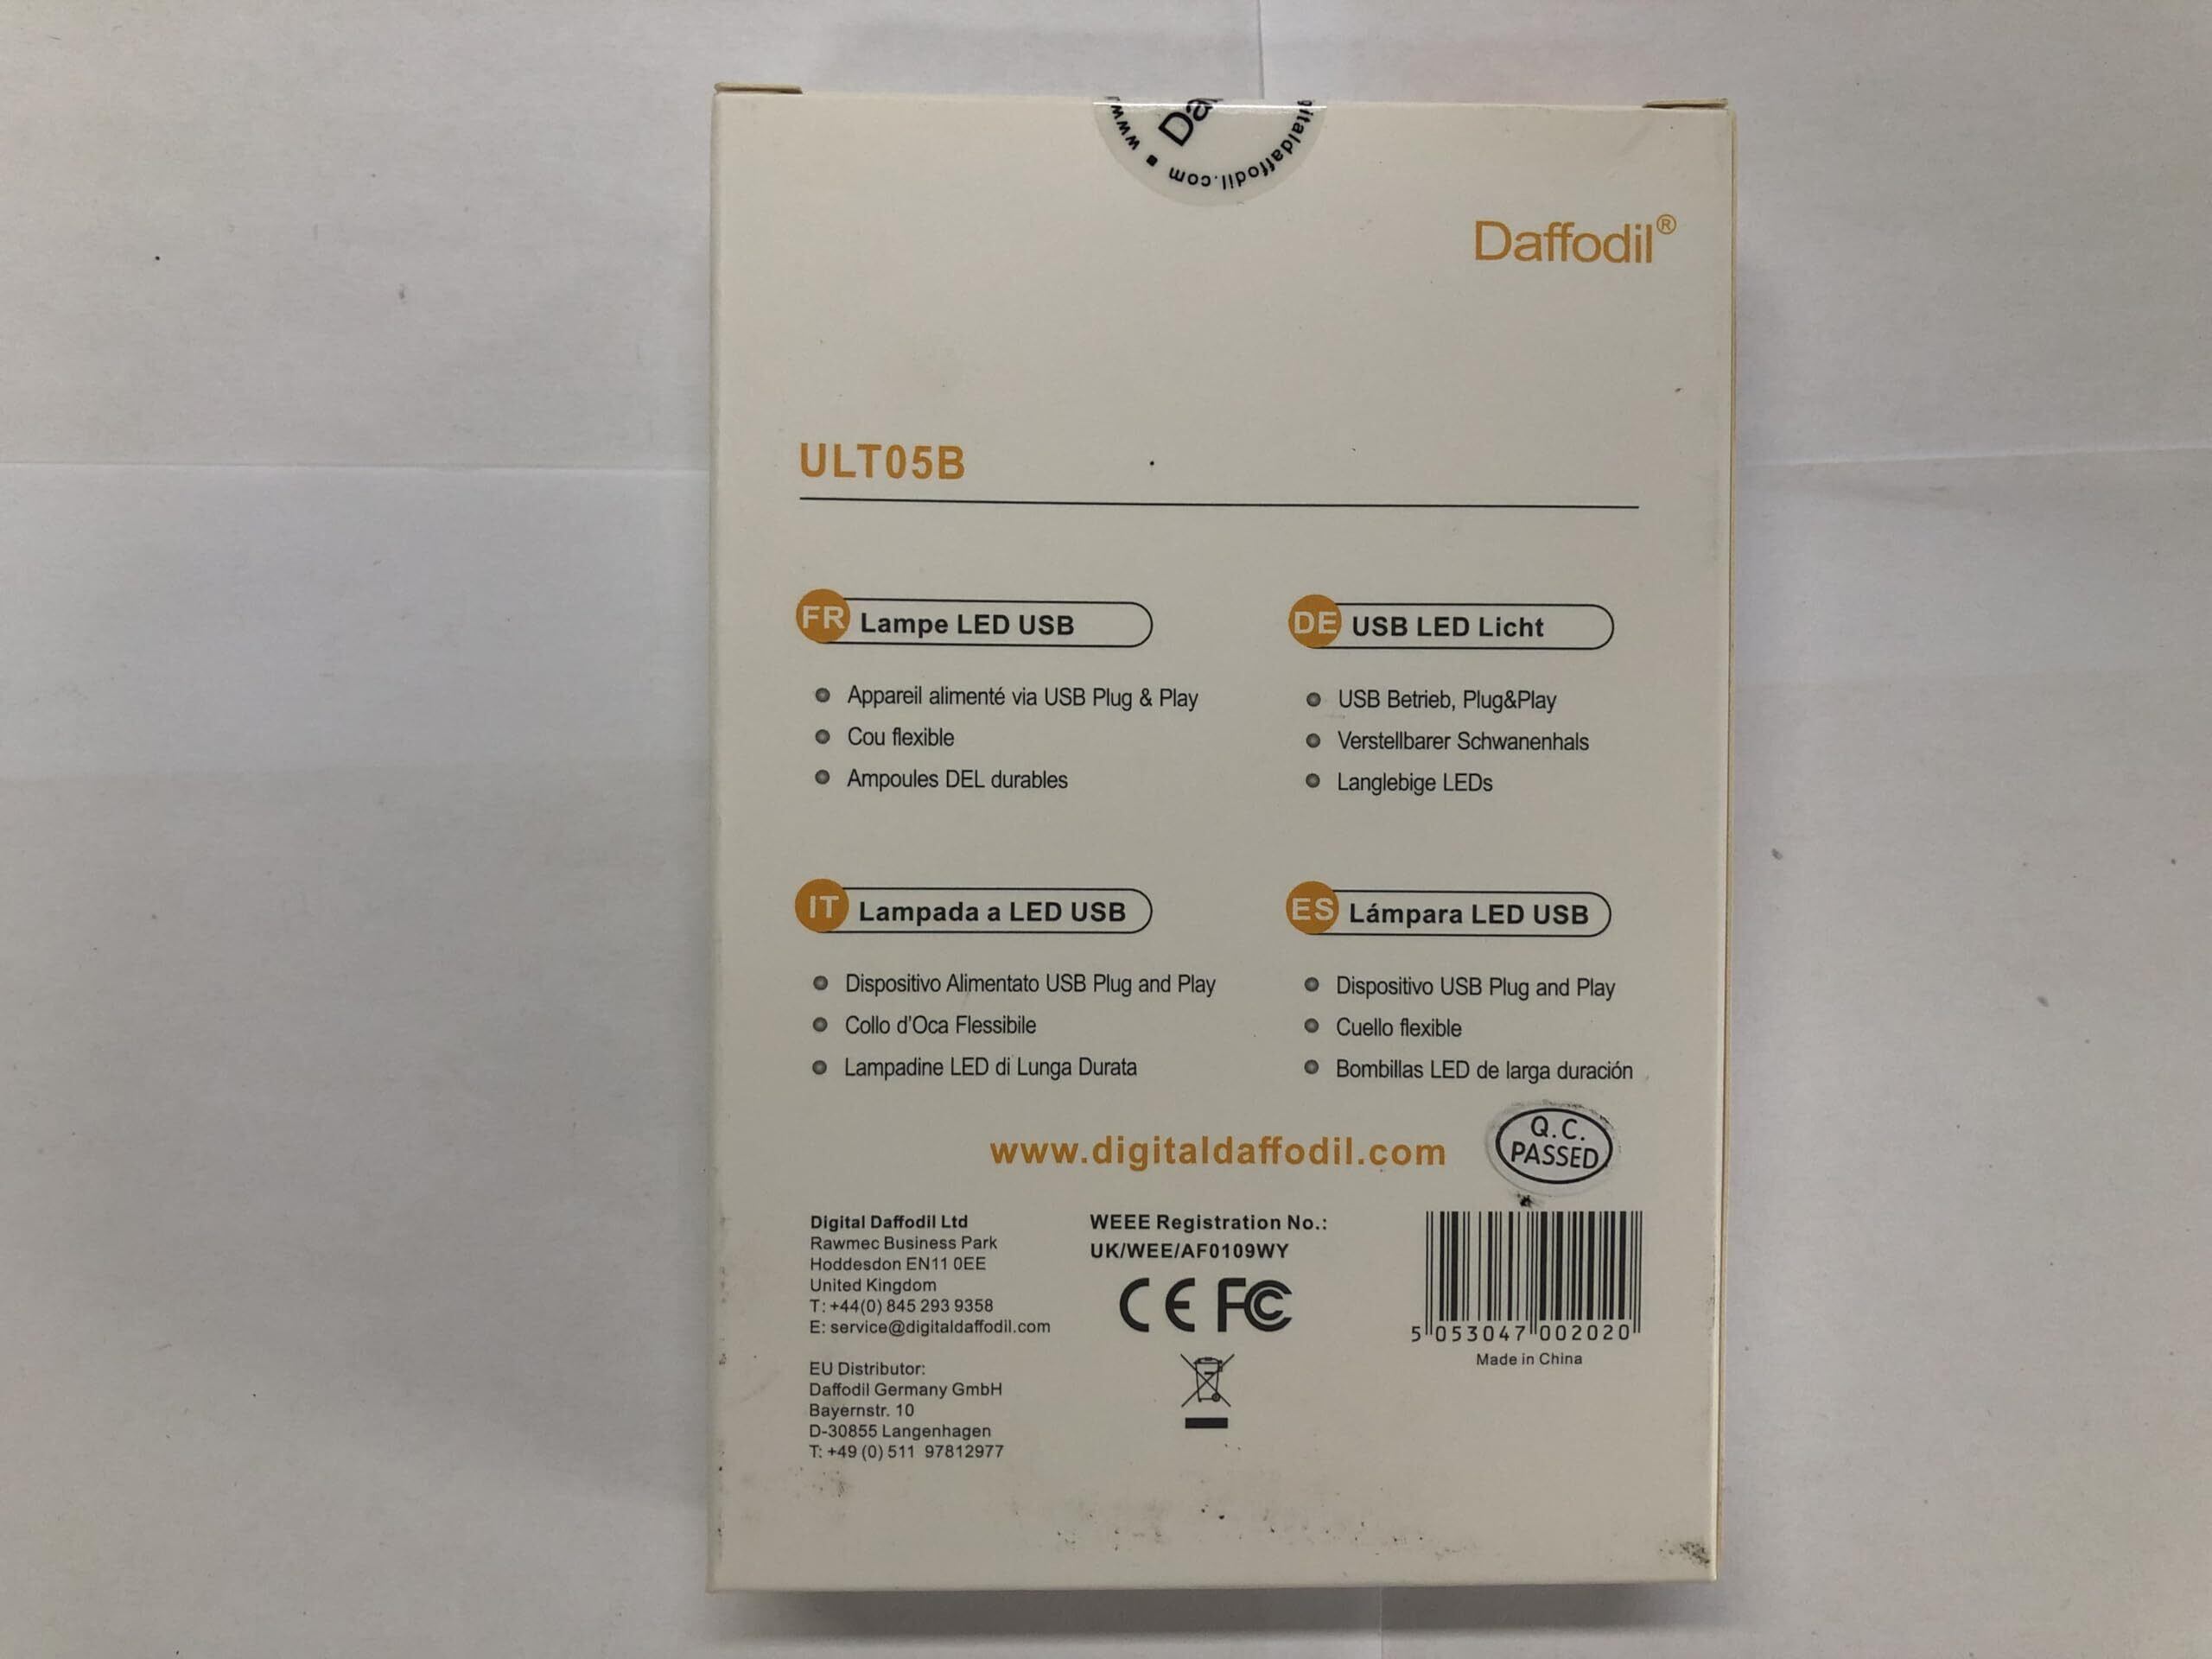 www
Da
gitaldaffodil.com
Daffodil®
ULT05B
FR Lampe LED USB
Appareil alimenté via USB Plug & Play
Cou flexible
Ampoules DEL durables
DE USB LED Licht
USB Betrieb, Plug&Play
Verstellbarer Schwanenhals
Langlebige LEDs
IT Lampada a LED USB
Dispositivo Alimentato USB Plug and Play
Collo d'Oca Flessibile
Lampadine LED di Lunga Durata
ES Lámpara LED USB
Dispositivo USB Plug and Play
Cuello flexible
Bombillas LED de larga duración
www.digitaldaffodil.com
Q.C.
PASSED
Digital Daffodil Ltd
Rawmec Business Park
Hoddesdon EN11 0EE
United Kingdom
T: +44(0) 845 293 9358
E: service@digitaldaffodil.com
EU Distributor:
Daffodil Germany GmbH
Bayernstr. 10
D-30855 Langenhagen
T: +49 (0) 511 97812977
WEEE Registration No.:
UK/WEE/AF0109WY
CE FC
5 053047 002020
Made in China